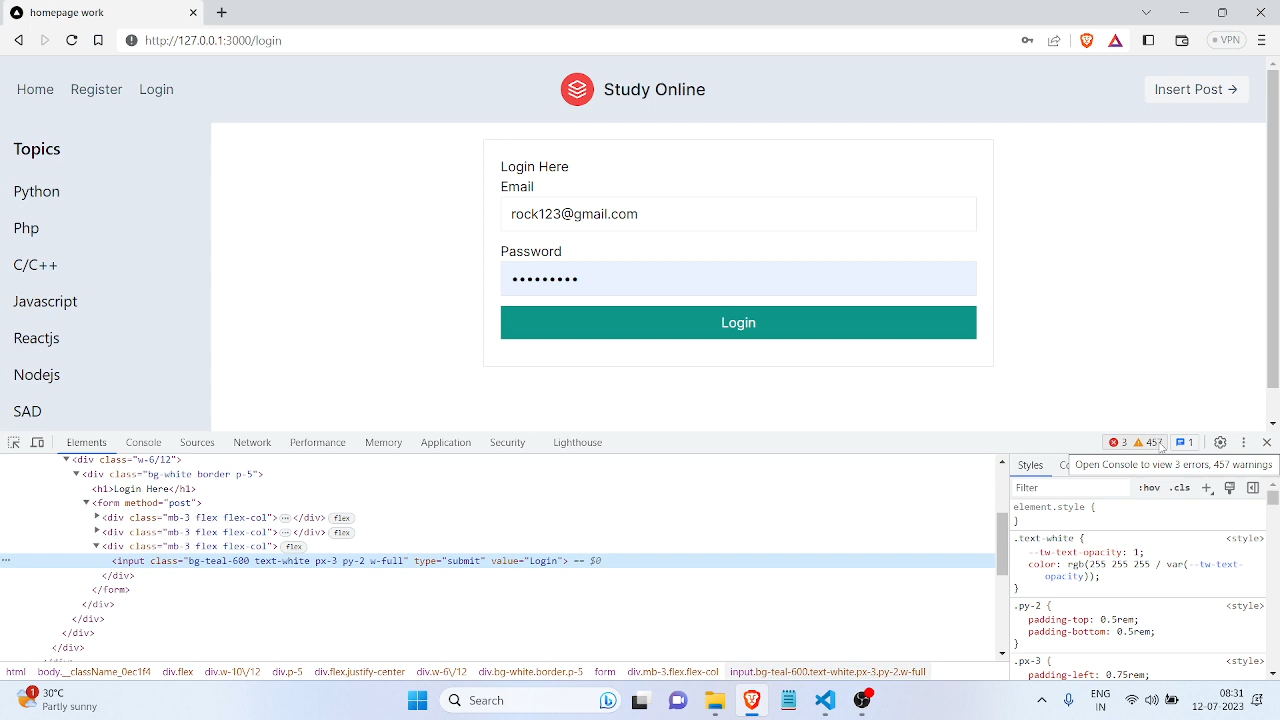 homepage work
http://127.0.0.1:3000/login
VPN
Home Register Login
Study Online
Insert Post →
Topics
Python
Php
C/C++
Javascript
Reactjs
Nodejs
SAD
Login Here
Email
rock123@gmail.com
Password
•••••••••
Login
Elements Console Sources Network Performance Memory Application Security Lighthouse
3 457 1
<div class="w-6/12">
<div class="bg-white border p-5">
<h1>Login Here</h1>
<form method="post">
<div class="mb-3 flex flex-col">⋯</div> flex
<div class="mb-3 flex flex-col">⋯</div> flex
<div class="mb-3 flex flex-col"> flex
<input class="bg-teal-600 text-white px-3 py-2 w-full" type="submit" value="Login"> == $0
</div>
</form>
</div>
</div>
</div>
</div>
html body.__className_0ec1f4 div.flex div.w-10\/12 div.p-5 div.flex.justify-center div.w-6\/12 div.bg-white.border.p-5 form div.mb-3.flex.flex-col input.bg-teal-600.text-white.px-3.py-2.w-full
Styles
Open Console to view 3 errors, 457 warnings
Filter :hov .cls
element.style {
}
.text-white { <style>
--tw-text-opacity: 1;
color: rgb(255 255 255 / var(--tw-text-
opacity));
}
.py-2 { <style>
padding-top: 0.5rem;
padding-bottom: 0.5rem;
}
.px-3 { <style>
padding-left: 0.75rem;
1
30°C
Partly sunny
Search
ENG
IN
08:31
12-07-2023